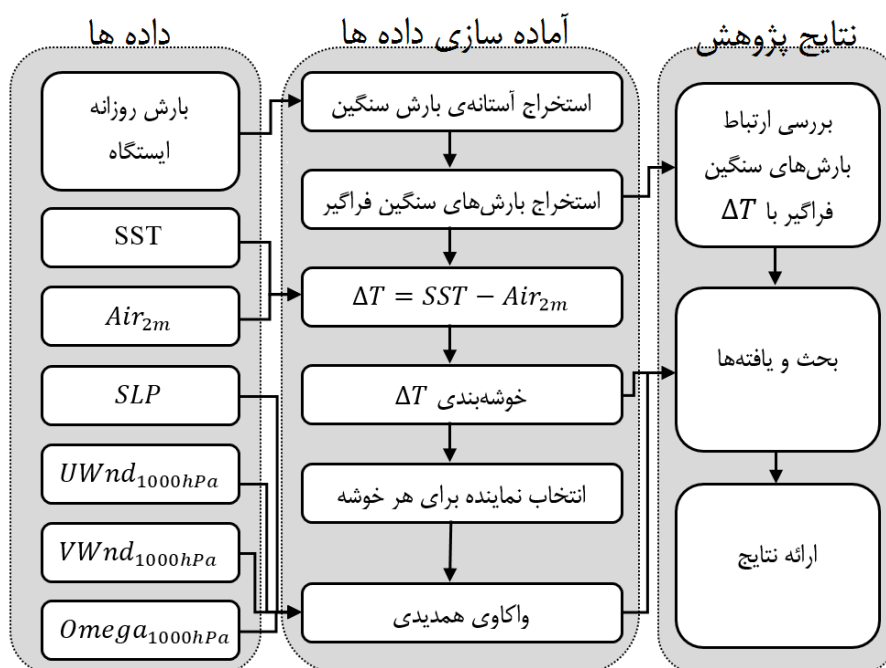 داده ها
بارش روزانه
ایستگاه
SST
Air₂ₘ
SLP
UWnd₁₀₀₀ₕPₐ
VWnd₁₀₀₀ₕPₐ
Omega₁₀₀₀ₕPₐ
آماده سازی داده ها
استخراج آستانه‌ی بارش سنگین
استخراج بارش‌های سنگین فراگیر
ΔT = SST − Air₂ₘ
خوشه‌بندی ΔT
انتخاب نماینده برای هر خوشه
واکاوی همدیدی
نتایج پژوهش
بررسی ارتباط
بارش‌های سنگین
فراگیر با ΔT
بحث و یافته‌ها
ارائه نتایج